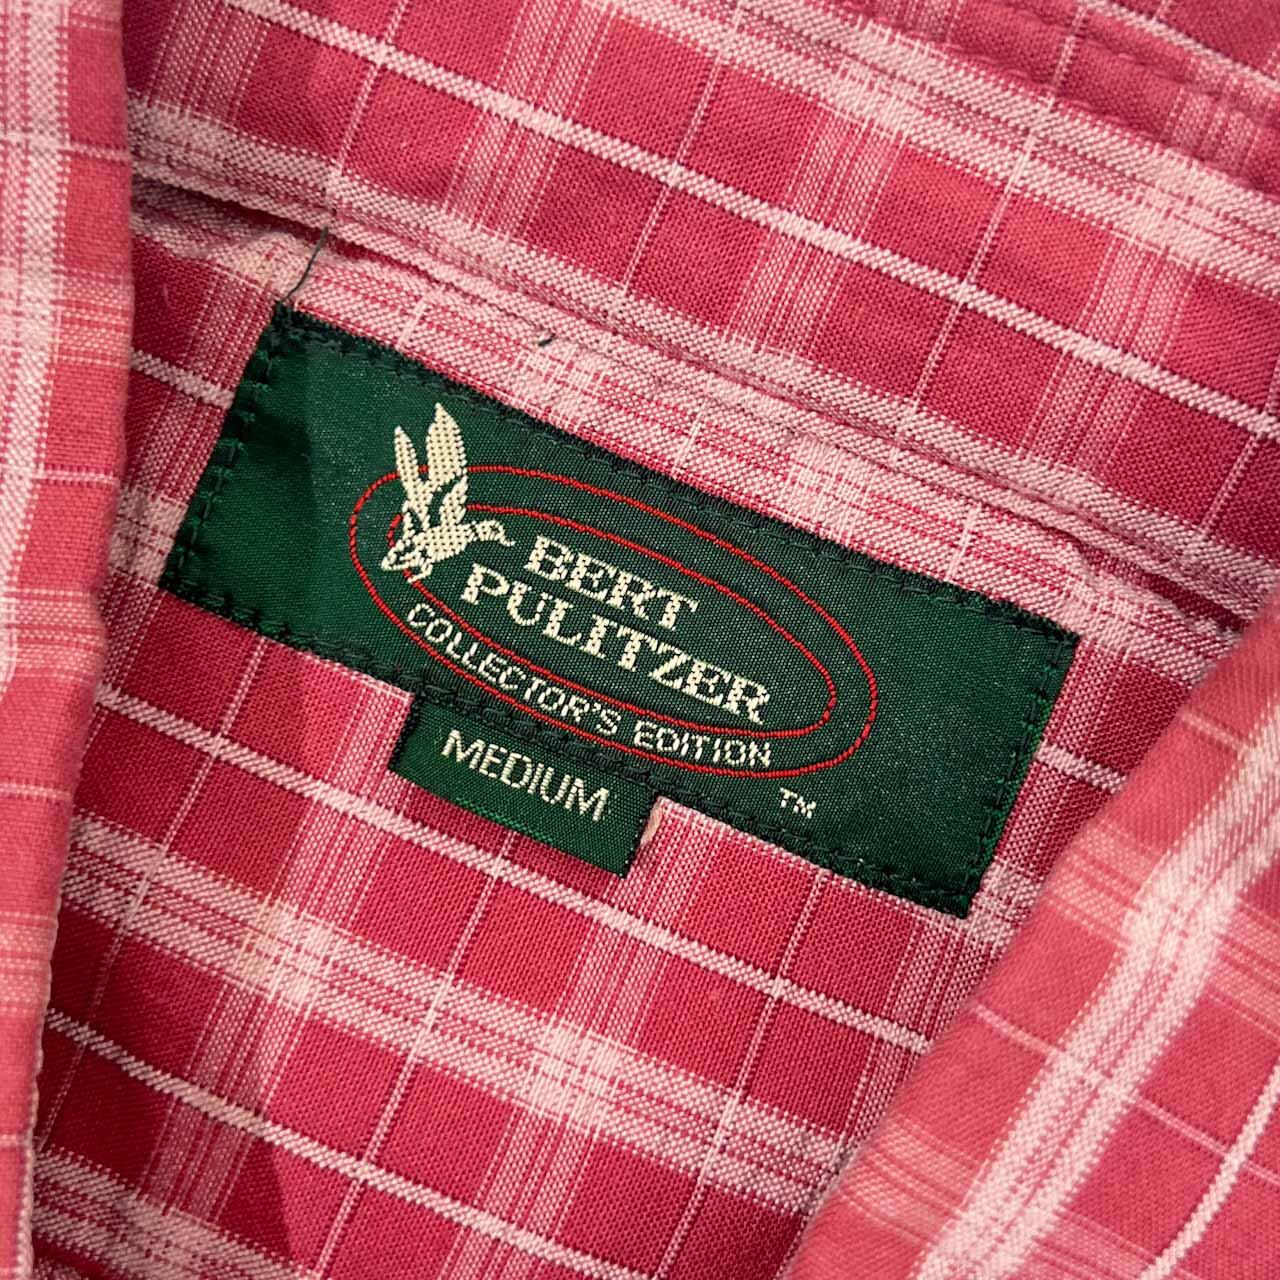 BERT
PULITZER
COLLECTOR'S EDITION
TM
MEDIUM